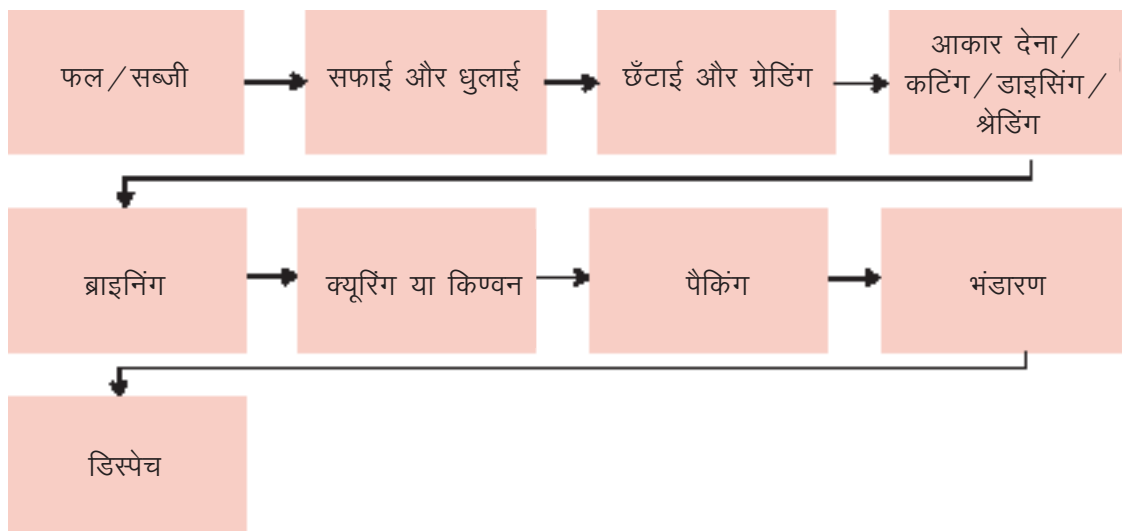 फल/सब्जी
सफाई और धुलाई
छँटाई और ग्रेडिंग
आकार देना/
कटिंग/डाइसिंग/
श्रेडिंग
ब्राइनिंग
क्यूरिंग या किण्वन
पैकिंग
भंडारण
डिस्पेच